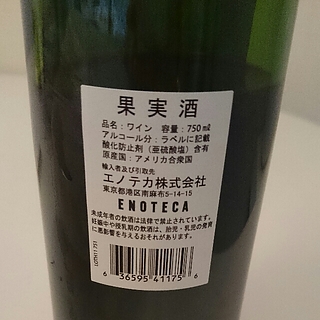 果実酒
品名：ワイン 容量：750mℓ
アルコール分：ラベルに記載
酸化防止剤（亜硫酸塩）含有
原産国：アメリカ合衆国
輸入者及び引取先
エノテカ株式会社
東京都港区南麻布5-14-15
ENOTECA
未成年者の飲酒は法律で禁止されています。
妊娠中や授乳期の飲酒は、胎児・乳児の発育
に悪影響を与えるおそれがあります。
6 36595 41175 6